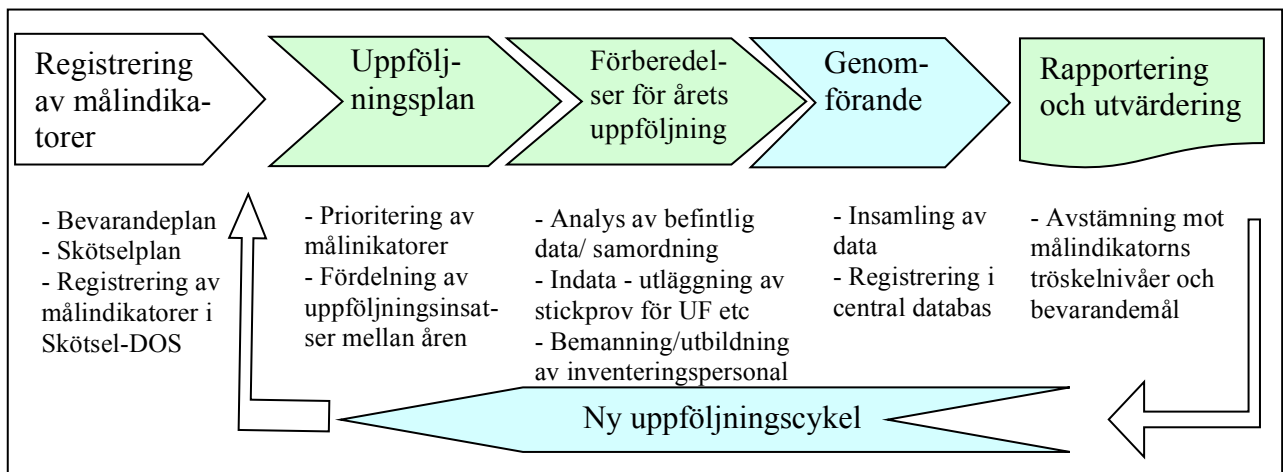 Registrering
av målindika-
torer
Uppfölj-
ningsplan
Förberedel-
ser för årets
uppföljning
Genom-
förande
Rapportering
och utvärdering
- Bevarandeplan
- Skötselplan
- Registrering av
målindikatorer i
Skötsel-DOS
- Prioritering av
målinikatorer
- Fördelning av
uppföljningsinsat-
ser mellan åren
- Analys av befintlig
data/ samordning
- Indata - utläggning av
stickprov för UF etc
- Bemanning/utbildning
av inventeringspersonal
- Insamling av
data
- Registrering i
central databas
- Avstämning mot
målindikatorns
tröskelnivåer och
bevarandemål
Ny uppföljningscykel